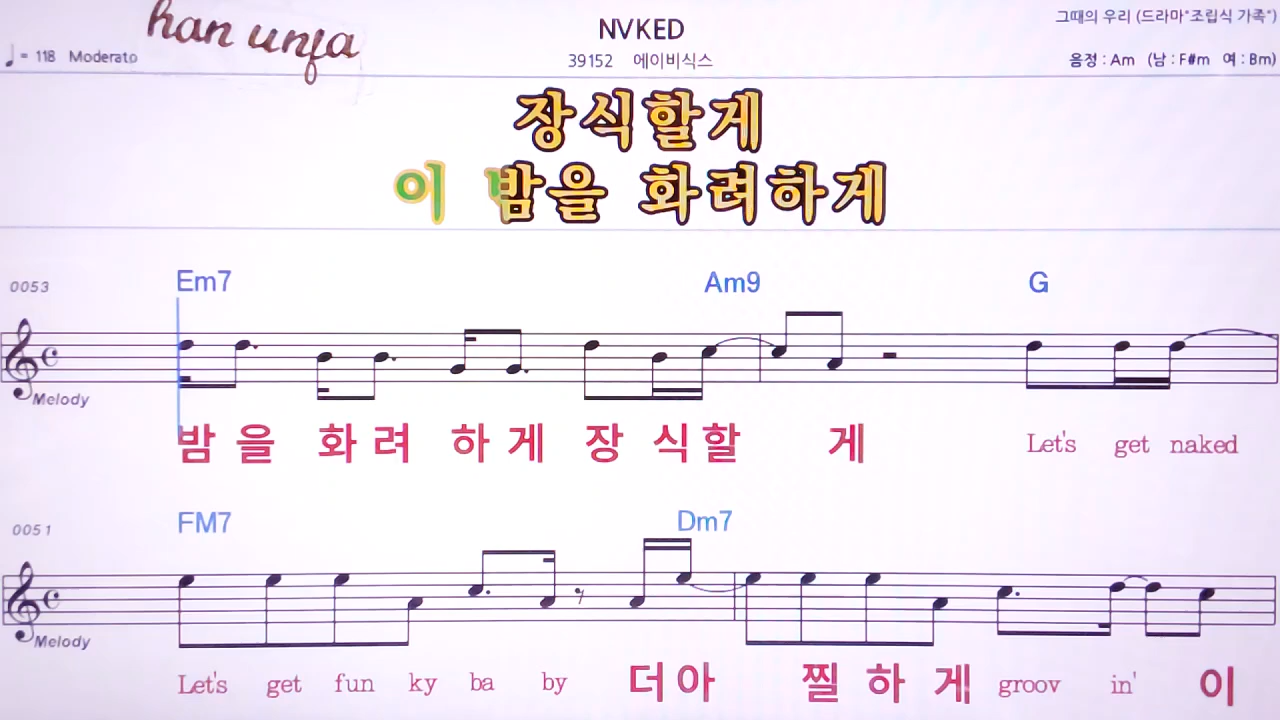 han unfa
♩= 118 Moderato
NVKED
39152 에이비식스
그때의 우리 (드라마"조립식 가족")
음정 : Am (남 : F#m 여 : Bm)
장식할게
이 밤을 화려하게
0053
Em7 Am9 G
Melody
밤 을 화 려 하 게 장 식 할 게 Let's get naked
0051
FM7 Dm7
Melody
Let's get fun ky ba by 더 아 찔 하 게 groov in' 이